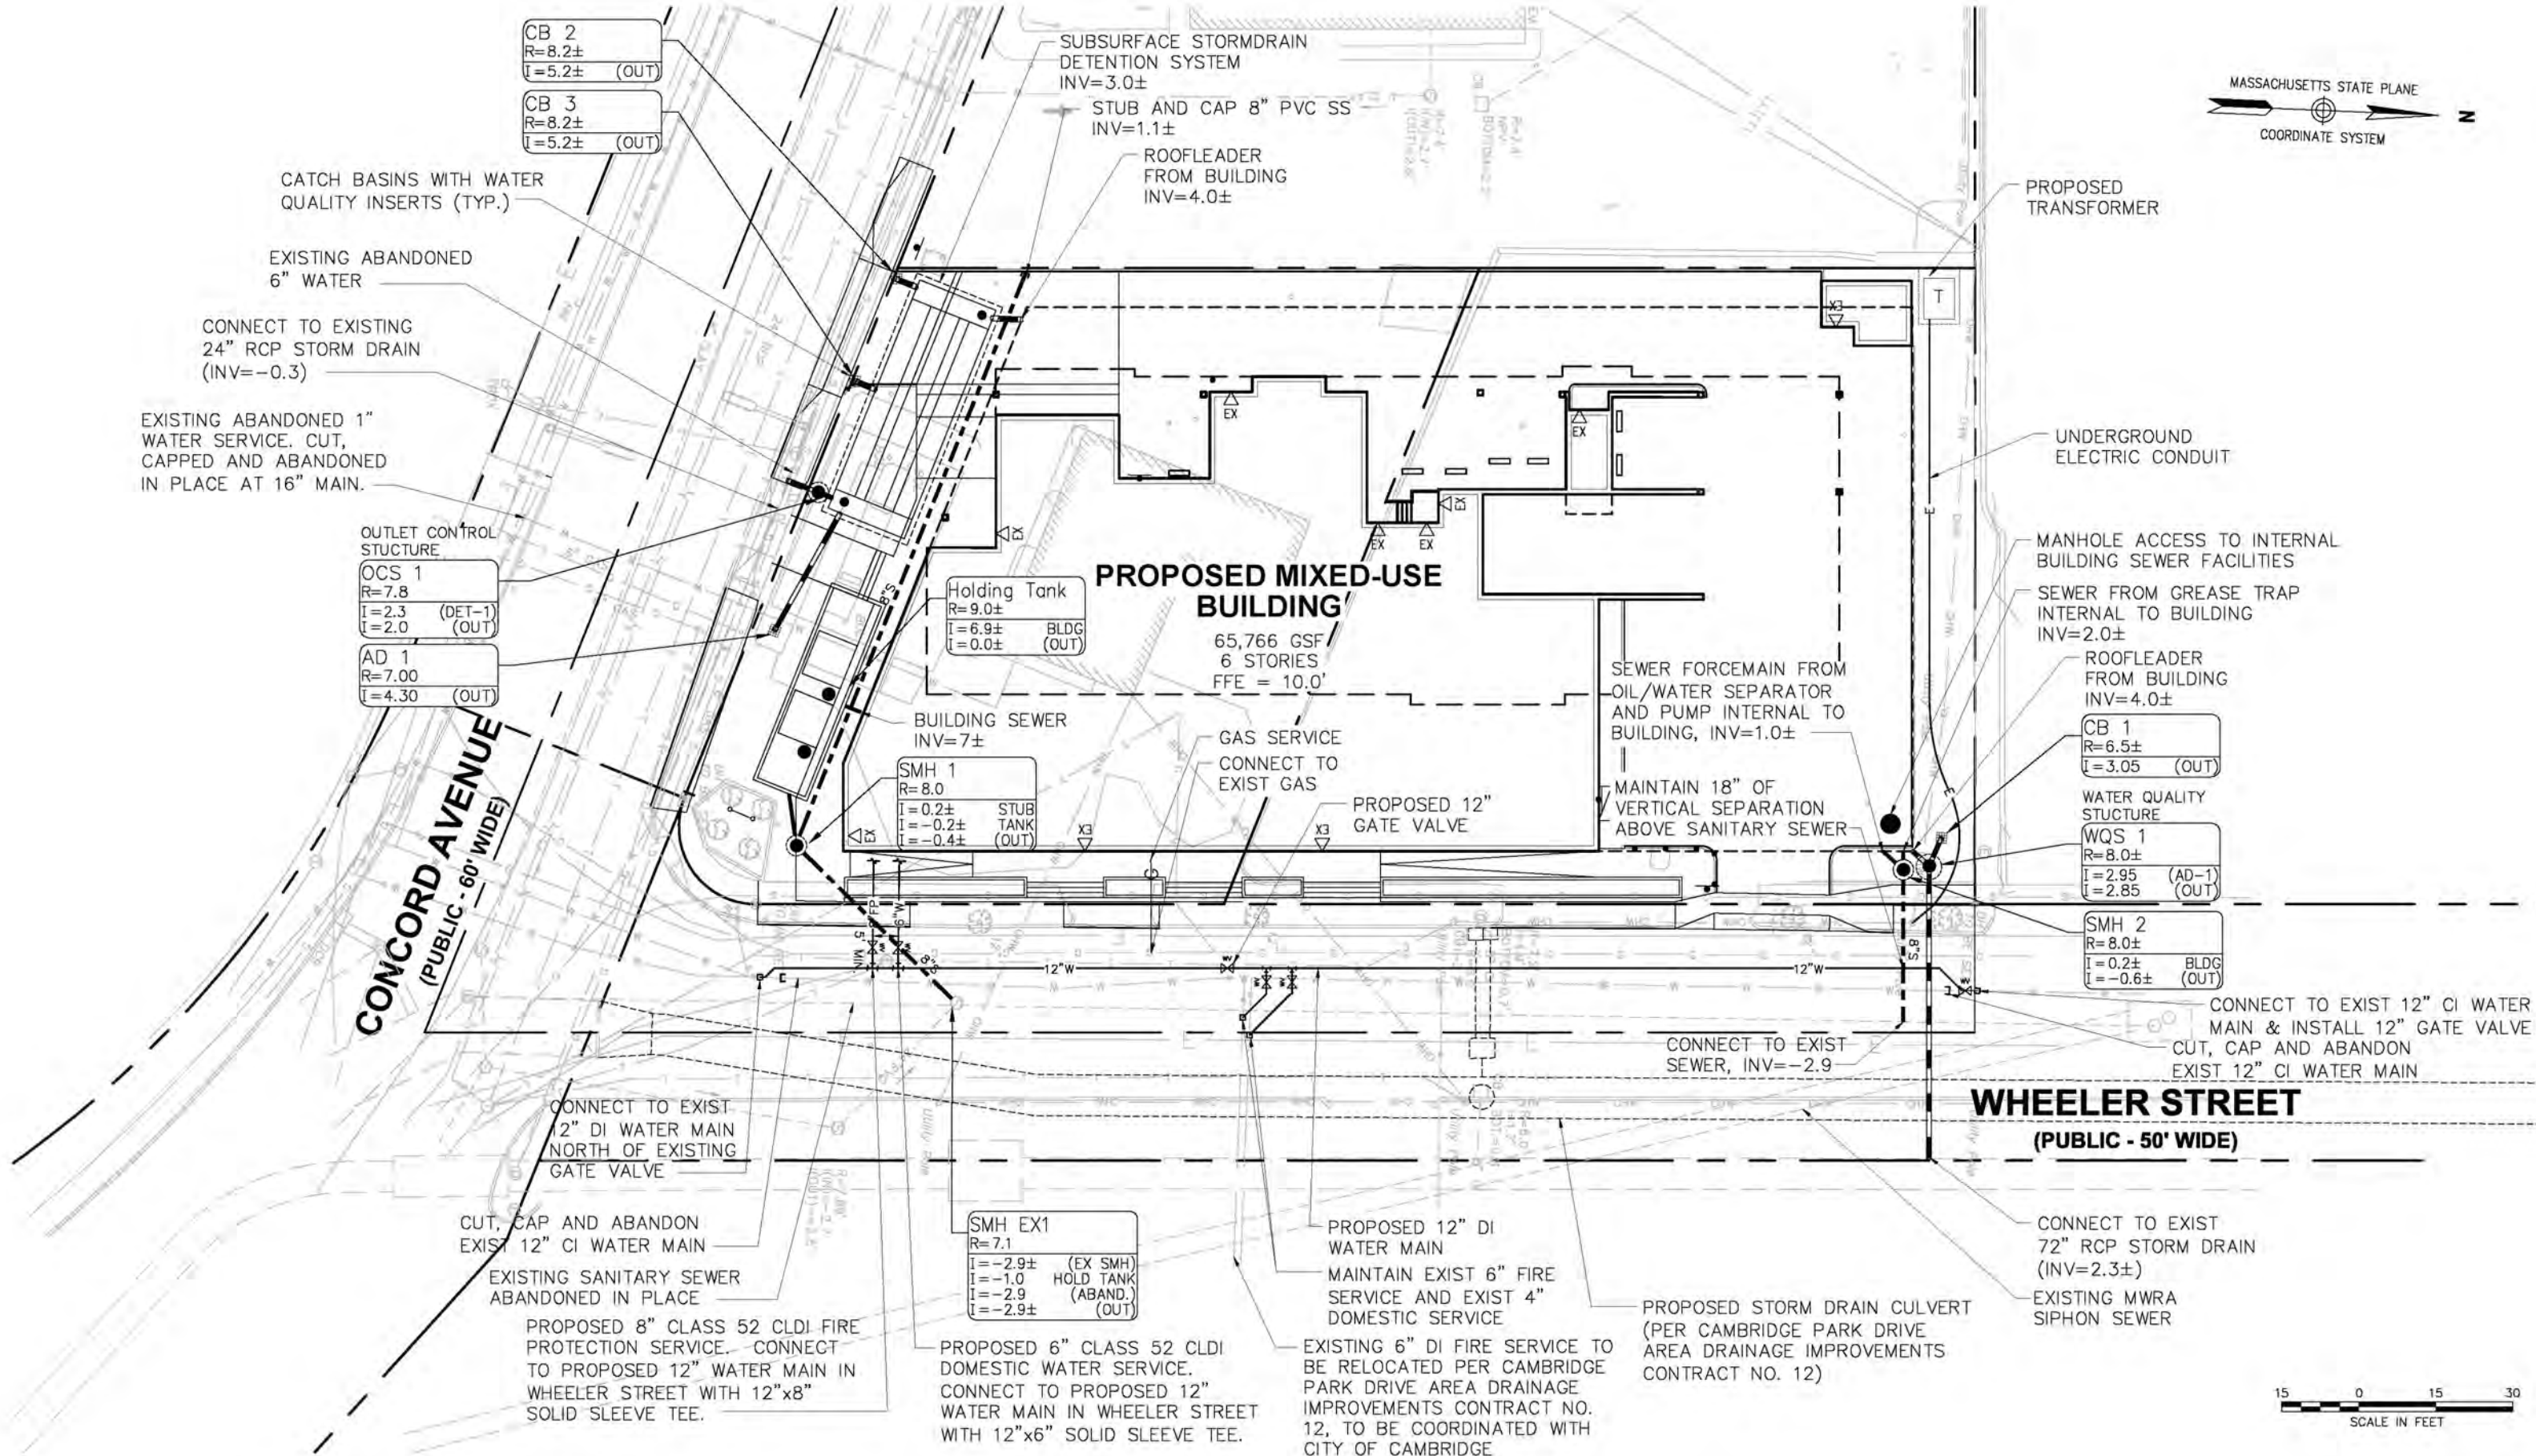 CB 2
R=8.2±
I=5.2± (OUT)
CB 3
R=8.2±
I=5.2± (OUT)
CATCH BASINS WITH WATER
QUALITY INSERTS (TYP.)
EXISTING ABANDONED
6" WATER
CONNECT TO EXISTING
24" RCP STORM DRAIN
(INV=-0.3)
EXISTING ABANDONED 1"
WATER SERVICE. CUT,
CAPPED AND ABANDONED
IN PLACE AT 16" MAIN.
OUTLET CONTROL
STUCTURE
OCS 1
R=7.8
I=2.3 (DET-1)
I=2.0 (OUT)
AD 1
R=7.00
I=4.30 (OUT)
SUBSURFACE STORMDRAIN
DETENTION SYSTEM
INV=3.0±
STUB AND CAP 8" PVC SS
INV=1.1±
ROOFLEADER
FROM BUILDING
INV=4.0±
MASSACHUSETTS STATE PLANE
N
COORDINATE SYSTEM
PROPOSED
TRANSFORMER
T
UNDERGROUND
ELECTRIC CONDUIT
MANHOLE ACCESS TO INTERNAL
BUILDING SEWER FACILITIES
SEWER FROM GREASE TRAP
INTERNAL TO BUILDING
INV=2.0±
ROOFLEADER
FROM BUILDING
INV=4.0±
CB 1
R=6.5±
I=3.05 (OUT)
WATER QUALITY
STUCTURE
WQS 1
R=8.0±
I=2.95 (AD-1)
I=2.85 (OUT)
SMH 2
R=8.0±
I=0.2± BLDG
I=-0.6± (OUT)
CONNECT TO EXIST 12" CI WATER
MAIN & INSTALL 12" GATE VALVE
CUT, CAP AND ABANDON
EXIST 12" CI WATER MAIN
PROPOSED MIXED-USE
BUILDING
65,766 GSF
6 STORIES
FFE = 10.0'
Holding Tank
R=9.0±
I=6.9± BLDG
I=0.0± (OUT)
BUILDING SEWER
INV=7±
SMH 1
R=8.0
I=0.2± STUB
I=-0.2± TANK
I=-0.4± (OUT)
GAS SERVICE
CONNECT TO
EXIST GAS
PROPOSED 12"
GATE VALVE
SEWER FORCEMAIN FROM
OIL/WATER SEPARATOR
AND PUMP INTERNAL TO
BUILDING, INV=1.0±
MAINTAIN 18" OF
VERTICAL SEPARATION
ABOVE SANITARY SEWER
EX
EX
EX
EX
EX
EX
EX
EX
EX
EX
8"S
8"FP
6"W
5' MIN.
8"S
G
12"W
12"W
8"S
E
E
CONCORD AVENUE
(PUBLIC - 60' WIDE)
CONNECT TO EXIST
SEWER, INV=-2.9
WHEELER STREET
(PUBLIC - 50' WIDE)
CONNECT TO EXIST
12" DI WATER MAIN
NORTH OF EXISTING
GATE VALVE
CUT, CAP AND ABANDON
EXIST 12" CI WATER MAIN
EXISTING SANITARY SEWER
ABANDONED IN PLACE
PROPOSED 8" CLASS 52 CLDI FIRE
PROTECTION SERVICE. CONNECT
TO PROPOSED 12" WATER MAIN IN
WHEELER STREET WITH 12"x8"
SOLID SLEEVE TEE.
SMH EX1
R=7.1
I=-2.9± (EX SMH)
I=-1.0 HOLD TANK
I=-2.9 (ABAND.)
I=-2.9± (OUT)
PROPOSED 6" CLASS 52 CLDI
DOMESTIC WATER SERVICE.
CONNECT TO PROPOSED 12"
WATER MAIN IN WHEELER STREET
WITH 12"x6" SOLID SLEEVE TEE.
PROPOSED 12" DI
WATER MAIN
MAINTAIN EXIST 6" FIRE
SERVICE AND EXIST 4"
DOMESTIC SERVICE
EXISTING 6" DI FIRE SERVICE TO
BE RELOCATED PER CAMBRIDGE
PARK DRIVE AREA DRAINAGE
IMPROVEMENTS CONTRACT NO.
12, TO BE COORDINATED WITH
CITY OF CAMBRIDGE
PROPOSED STORM DRAIN CULVERT
(PER CAMBRIDGE PARK DRIVE
AREA DRAINAGE IMPROVEMENTS
CONTRACT NO. 12)
CONNECT TO EXIST
72" RCP STORM DRAIN
(INV=2.3±)
EXISTING MWRA
SIPHON SEWER
15 0 15 30
SCALE IN FEET